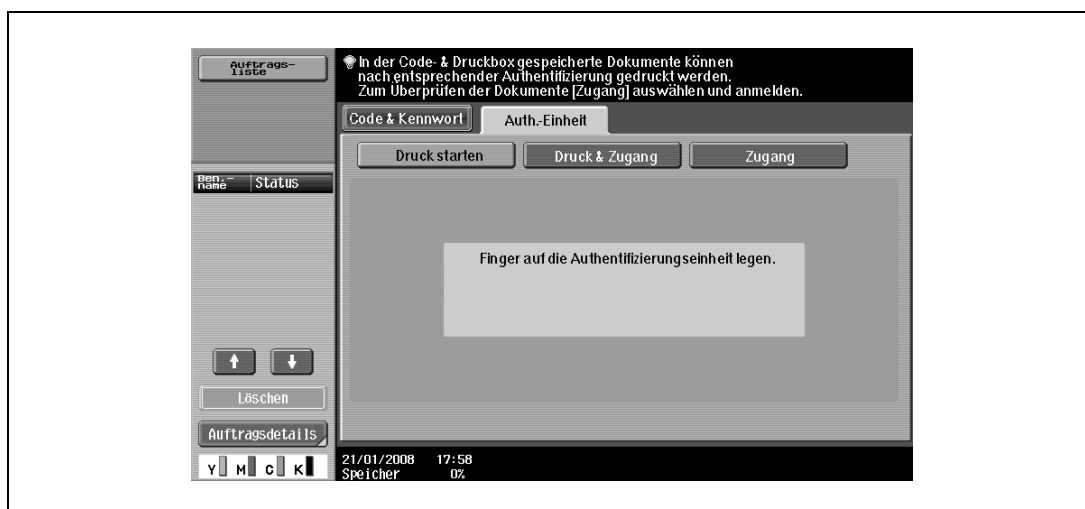 Auftrags-
liste
In der Code- & Druckbox gespeicherte Dokumente können
nach entsprechender Authentifizierung gedruckt werden.
Zum Überprüfen der Dokumente [Zugang] auswählen und anmelden.
Code & Kennwort
Auth.-Einheit
Druck starten
Druck & Zugang
Zugang
Ben.-
name
Status
Finger auf die Authentifizierungseinheit legen.
Löschen
Auftragsdetails
Y M C K
21/01/2008 17:58
Speicher 0%